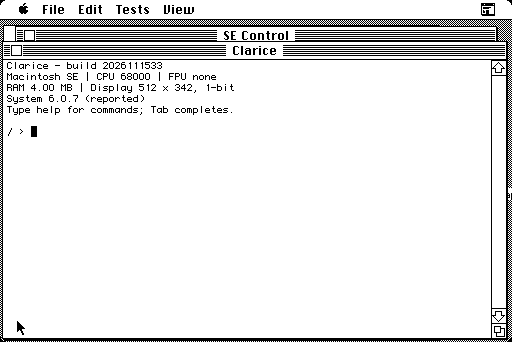 File Edit Tests View
SE Control
Clarice
Clarice - build 2026111533
Macintosh SE | CPU 68000 | FPU none
RAM 4.00 MB | Display 512 x 342, 1-bit
System 6.0.7 (reported)
Type help for commands; Tab completes.
/ >